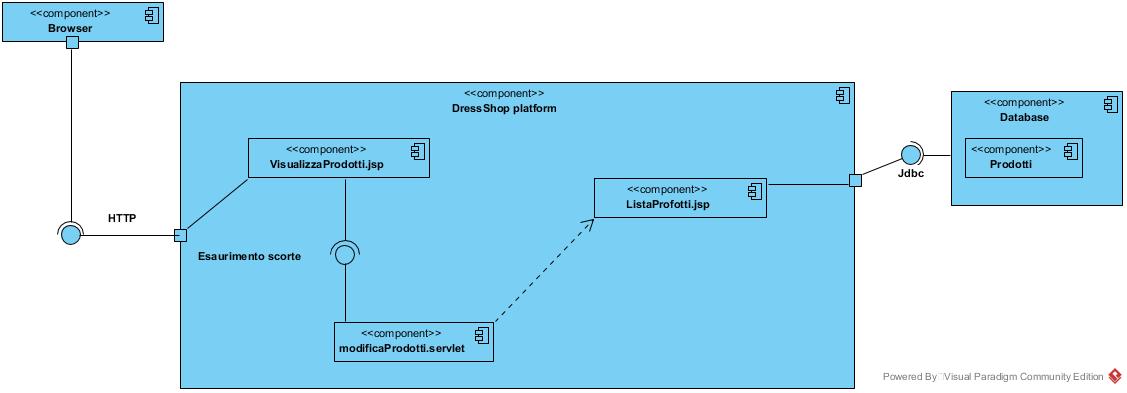 <<component>>
Browser
<<component>>
DressShop platform
<<component>>
Database
<<component>>
VisualizzaProdotti.jsp
<<component>>
Prodotti
Jdbc
<<component>>
ListaProfotti.jsp
HTTP
Esaurimento scorte
<<component>>
modificaProdotti.servlet
Powered By Visual Paradigm Community Edition